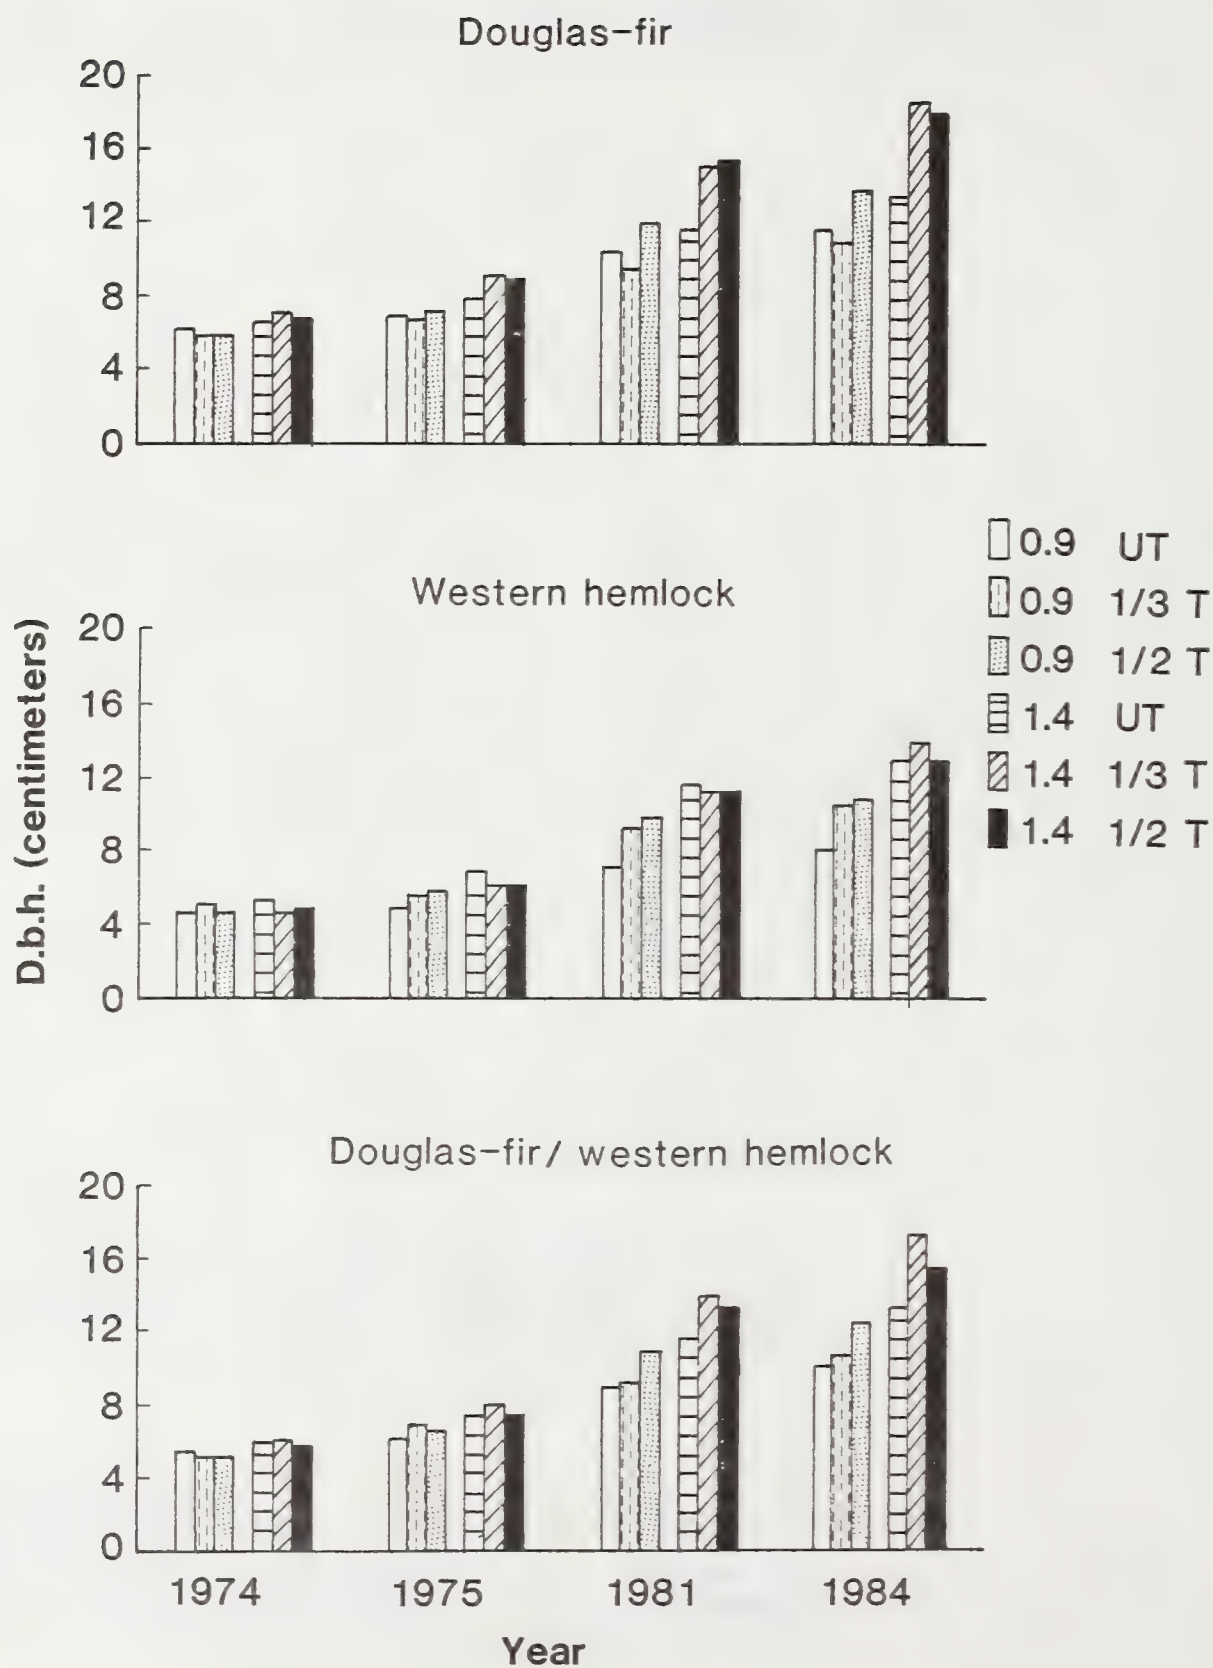 Douglas-fir
20
16
12
8
4
0
Western hemlock
20
16
12
8
4
0
D.b.h. (centimeters)
0.9 UT
0.9 1/3 T
0.9 1/2 T
1.4 UT
1.4 1/3 T
1.4 1/2 T
Douglas-fir/ western hemlock
20
16
12
8
4
0
1974 1975 1981 1984
Year